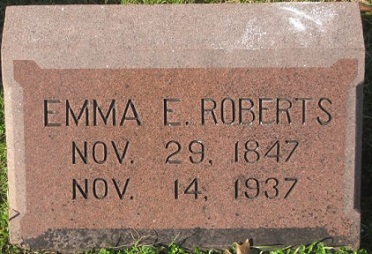 EMMA E. ROBERTS
NOV. 29, 1847
NOV. 14, 1937